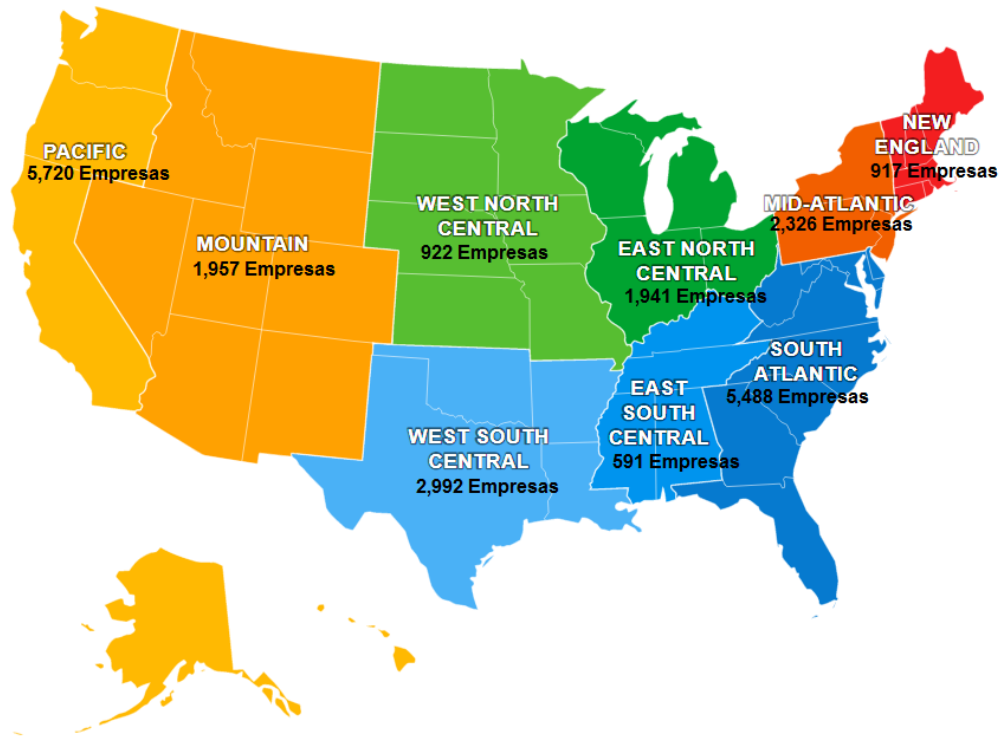 PACIFIC
5,720 Empresas
MOUNTAIN
1,957 Empresas
WEST NORTH
CENTRAL
922 Empresas
WEST SOUTH
CENTRAL
2,992 Empresas
EAST NORTH
CENTRAL
1,941 Empresas
EAST
SOUTH
CENTRAL
591 Empresas
SOUTH
ATLANTIC
5,488 Empresas
MID-ATLANTIC
2,326 Empresas
NEW
ENGLAND
917 Empresas